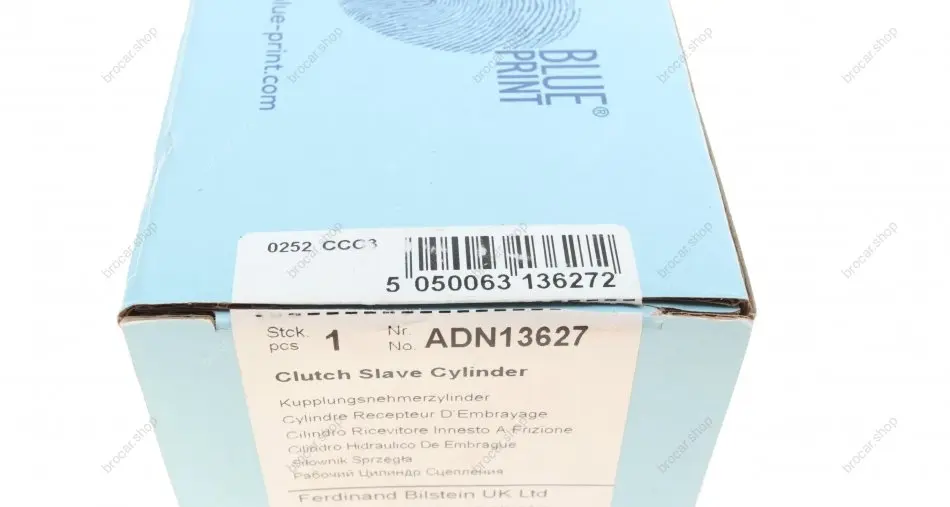 blue-print.com
BLUE
PRINT®
0252 CCC3
5 050063 136272
Stck. 1 Nr. ADN13627
pcs No.
Clutch Slave Cylinder
Kupplungsnehmerzylinder
Cylindre Recepteur D'Embrayage
Cilindro Ricevitore Innesto A Frizione
Cilindro Hidraulico De Embrague
Siłownik Sprzęgła
Рабочий Цилиндр Сцепления
Ferdinand Bilstein UK Ltd
brocar.shop